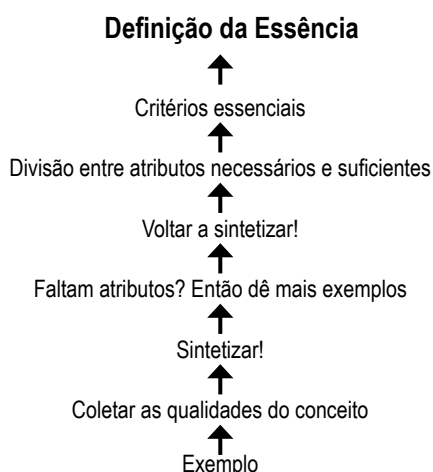 Definição da Essência
Critérios essenciais
Divisão entre atributos necessários e suficientes
Voltar a sintetizar!
Faltam atributos? Então dê mais exemplos
Sintetizar!
Coletar as qualidades do conceito
Exemplo